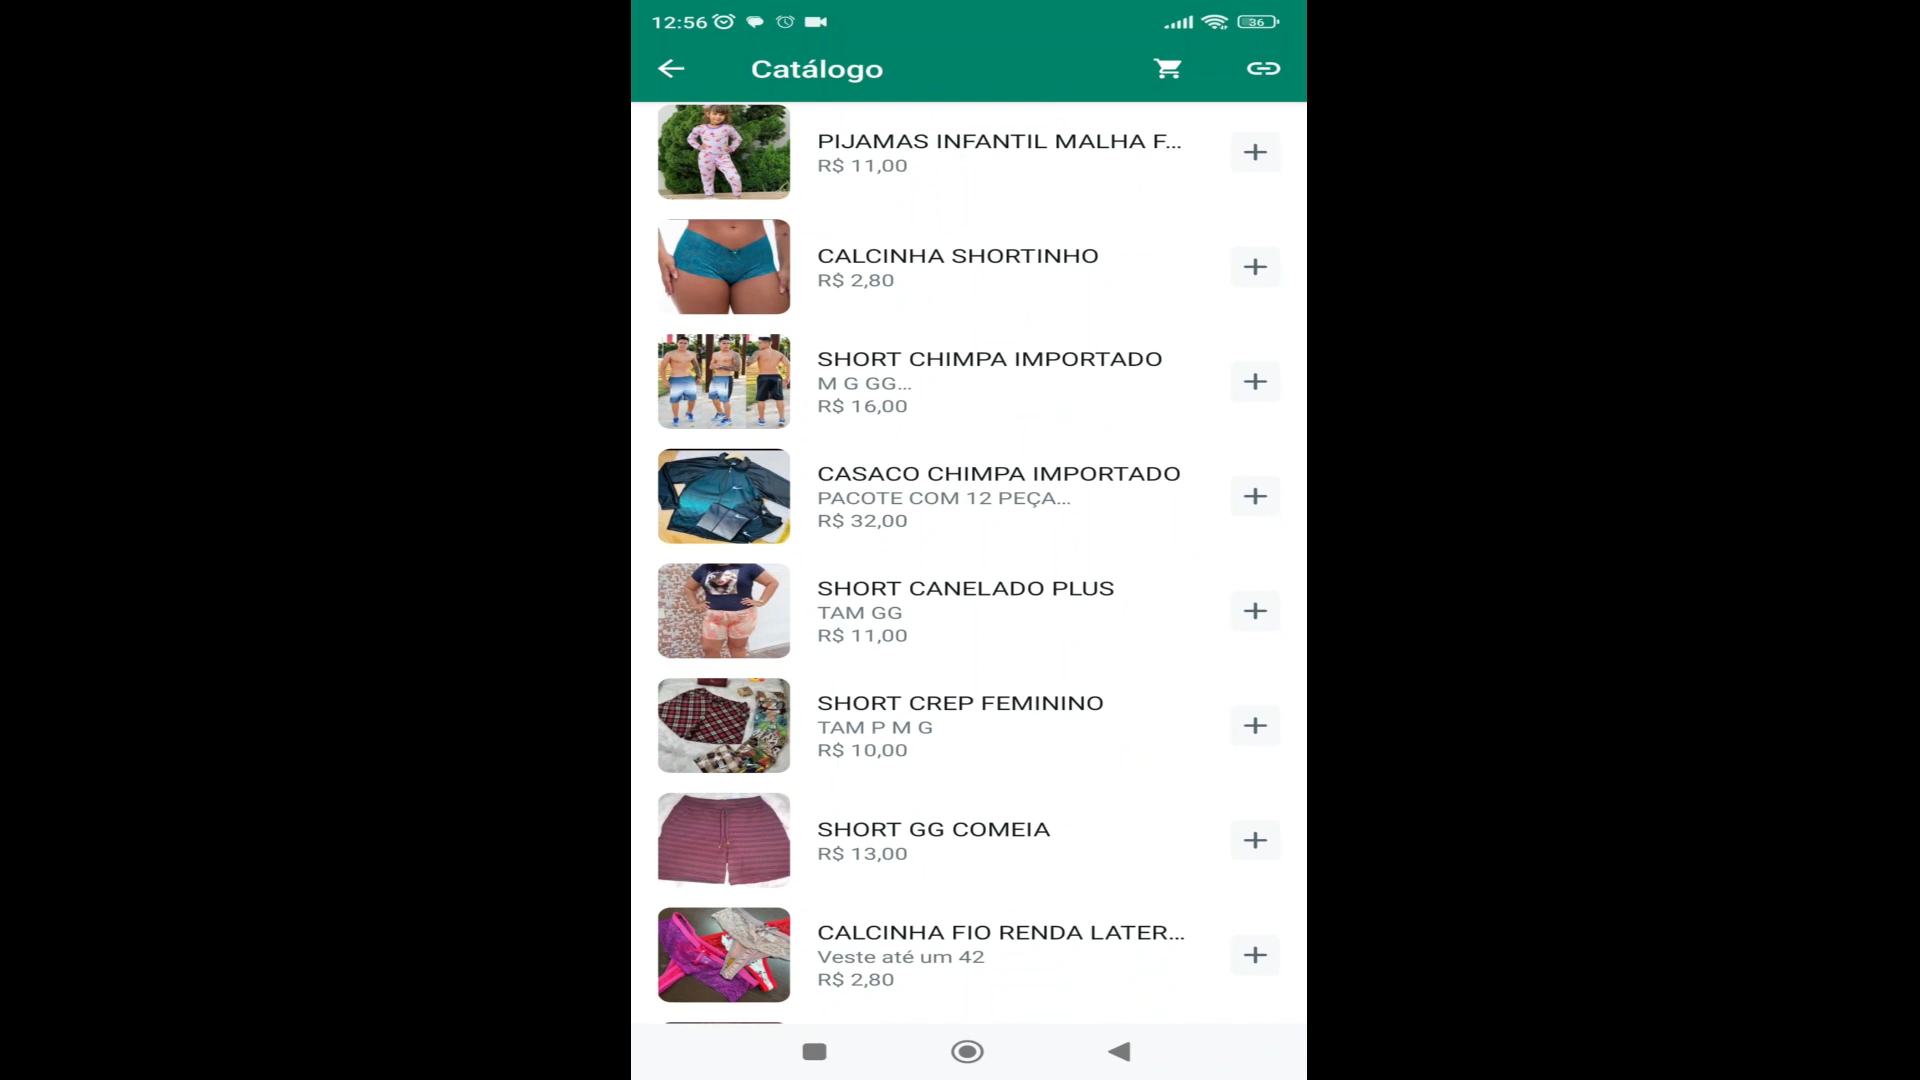 12:56
36
Catálogo
PIJAMAS INFANTIL MALHA F...
R$ 11,00
CALCINHA SHORTINHO
R$ 2,80
SHORT CHIMPA IMPORTADO
M G GG...
R$ 16,00
CASACO CHIMPA IMPORTADO
PACOTE COM 12 PEÇA...
R$ 32,00
SHORT CANELADO PLUS
TAM GG
R$ 11,00
SHORT CREP FEMININO
TAM P M G
R$ 10,00
SHORT GG COMEIA
R$ 13,00
CALCINHA FIO RENDA LATER...
Veste até um 42
R$ 2,80